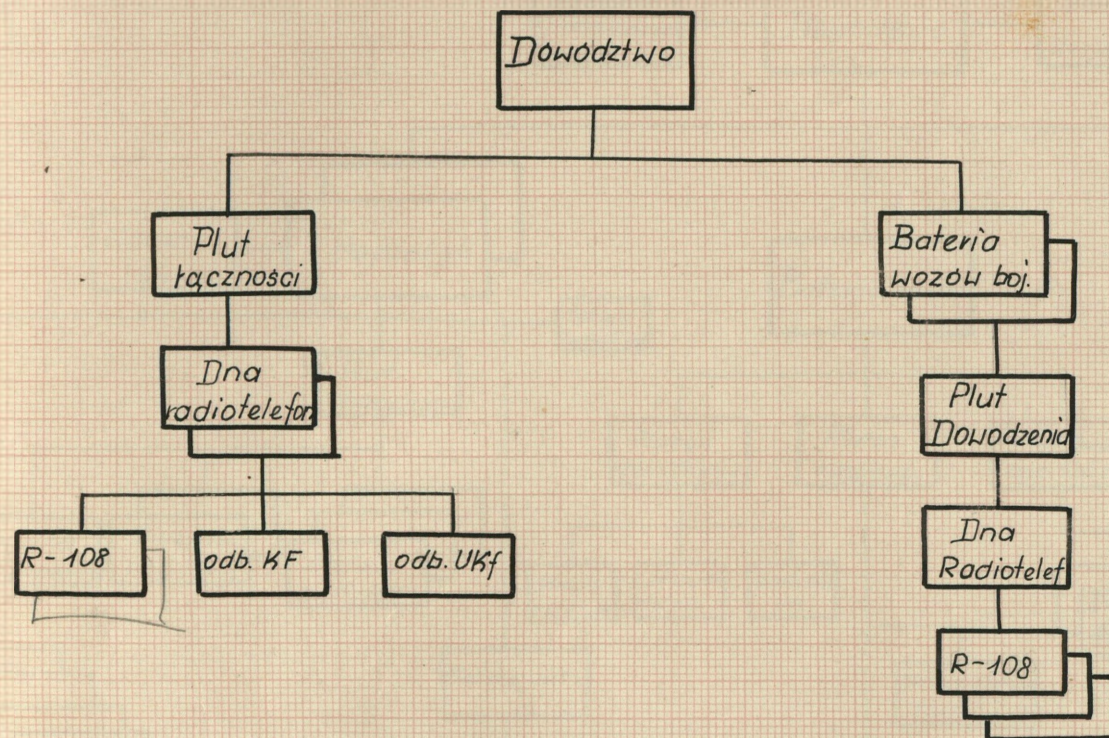 Dowództwo
Plut
łączności
Dna
radiotelefon
R-108
odb. KF
odb. UKf
Bateria
wozów boj.
Plut
Dowodzenia
Dna
Radiotelef
R-108